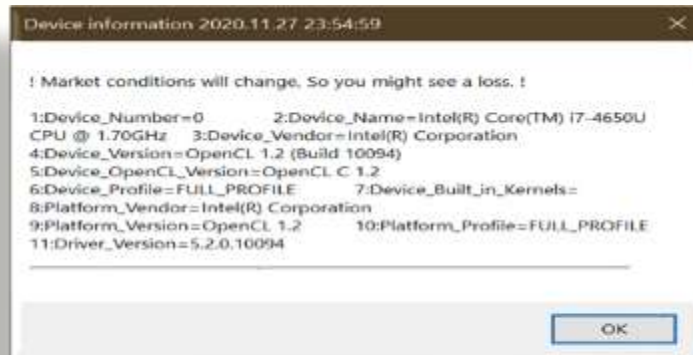 Device information 2020.11.27 23:54:59
! Market conditions will change, So you might see a loss. !
1:Device_Number=0 2:Device_Name=Intel(R) Core(TM) i7-4650U
CPU @ 1.70GHz 3:Device_Vendor=Intel(R) Corporation
4:Device_Version=OpenCL 1.2 (Build 10094)
5:Device_OpenCL_Version=OpenCL C 1.2
6:Device_Profile=FULL_PROFILE 7:Device_Built_in_Kernels=
8:Platform_Vendor=Intel(R) Corporation
9:Platform_Version=OpenCL 1.2 10:Platform_Profile=FULL_PROFILE
11:Driver_Version=5.2.0.10094
OK